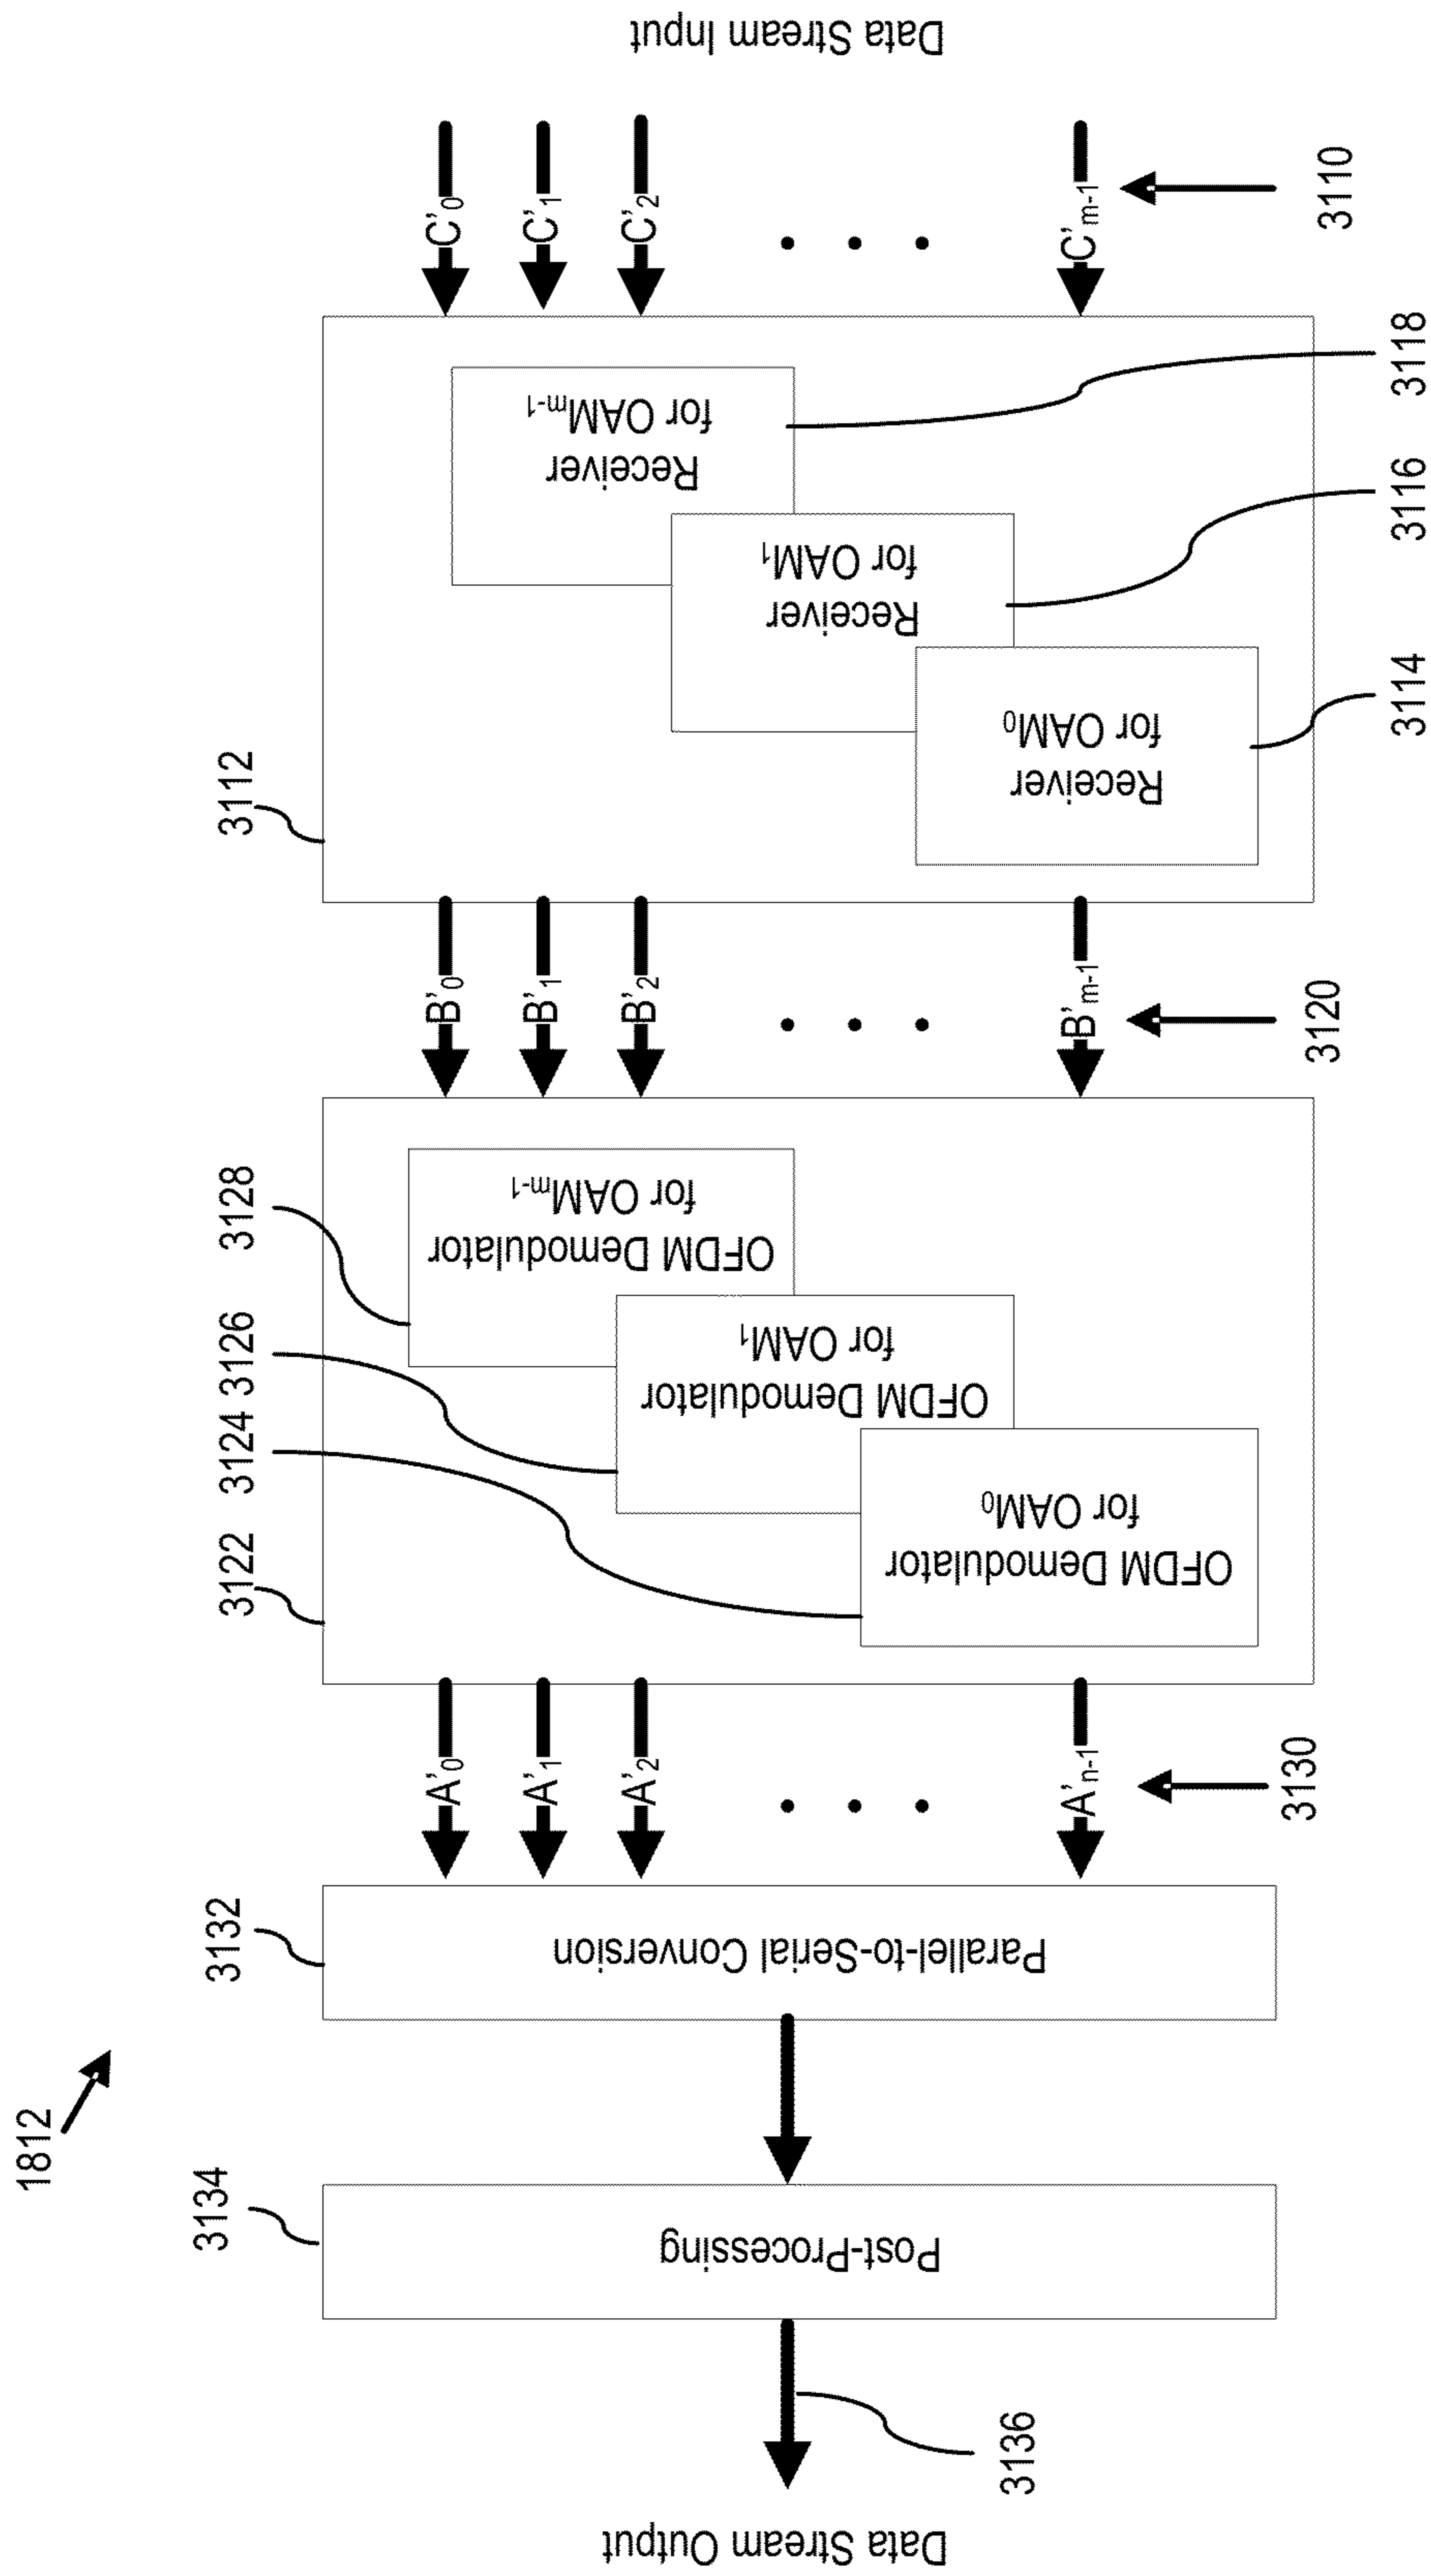 Data Stream Input
C'0
C'1
C'2
C'm-1
3110
Receiver
for OAMm-1
Receiver
for OAM1
Receiver
for OAM0
3118
3116
3114
3112
B'0
B'1
B'2
B'm-1
3120
OFDM Demodulator
for OAMm-1
OFDM Demodulator
for OAM1
OFDM Demodulator
for OAM0
3128
3126
3124
3122
A'0
A'1
A'2
A'n-1
3130
Parallel-to-Serial Conversion
3132
1812
Post-Processing
3134
3136
Data Stream Output